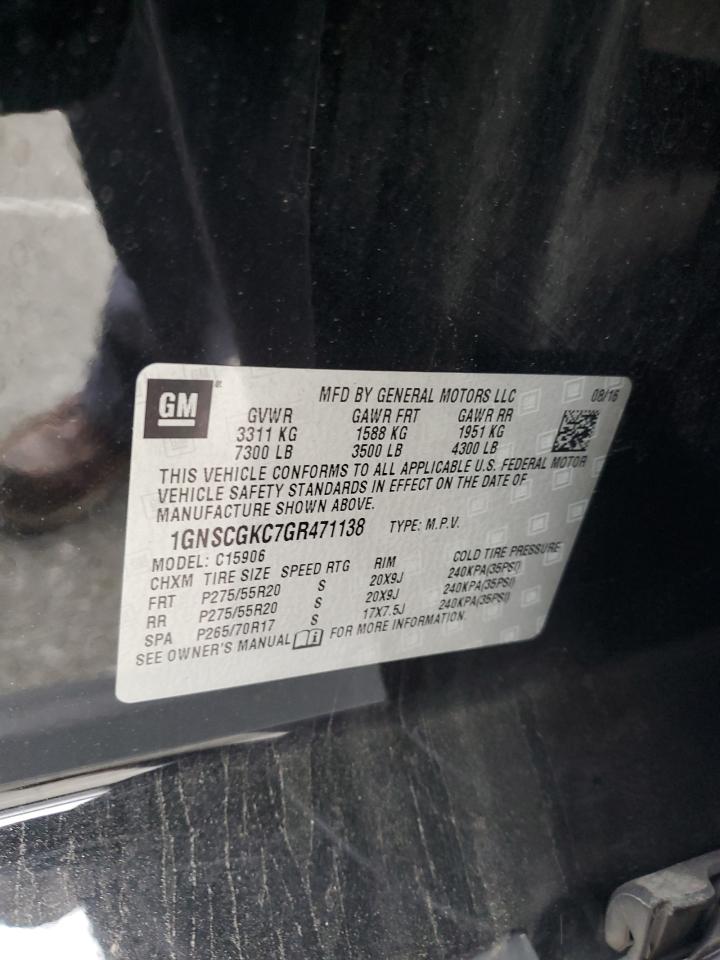 GM
MFD BY GENERAL MOTORS LLC 08/16
GVWR GAWR FRT GAWR RR
3311 KG 1588 KG 1951 KG
7300 LB 3500 LB 4300 LB
THIS VEHICLE CONFORMS TO ALL APPLICABLE U.S. FEDERAL MOTOR
VEHICLE SAFETY STANDARDS IN EFFECT ON THE DATE OF
MANUFACTURE SHOWN ABOVE.
1GNSCGKC7GR471138 TYPE: M.P.V.
MODEL: C15906
CHXM TIRE SIZE SPEED RTG RIM COLD TIRE PRESSURE
FRT P275/55R20 S 20X9J 240KPA(35PSI)
RR P275/55R20 S 20X9J 240KPA(35PSI)
SPA P265/70R17 S 17X7.5J 240KPA(35PSI)
SEE OWNER'S MANUAL i FOR MORE INFORMATION.